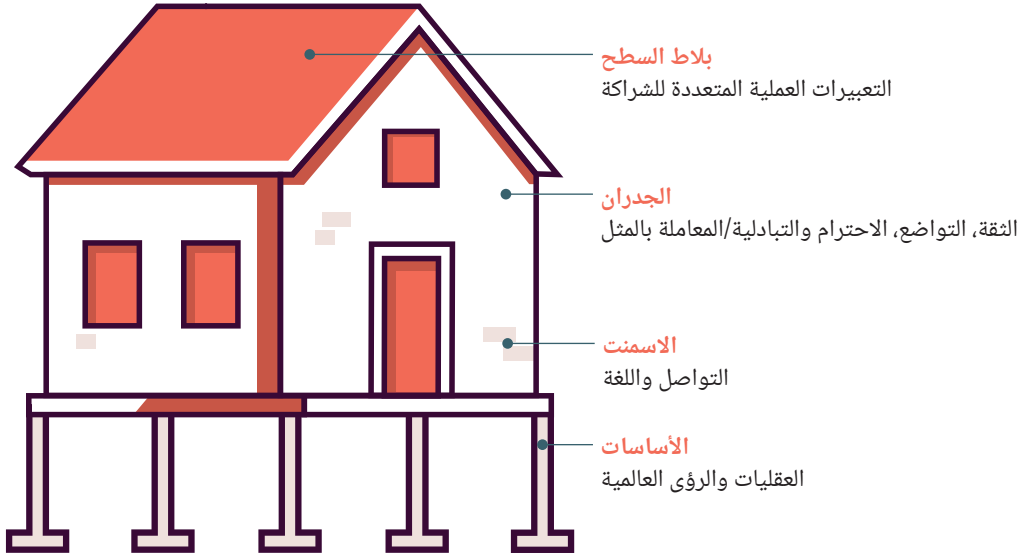 بلاط السطح
التعبيرات العملية المتعددة للشراكة
الجدران
الثقة، التواضع، الاحترام والتبادلية/المعاملة بالمثل
الاسمنت
التواصل واللغة
الأساسات
العقليات والرؤى العالمية